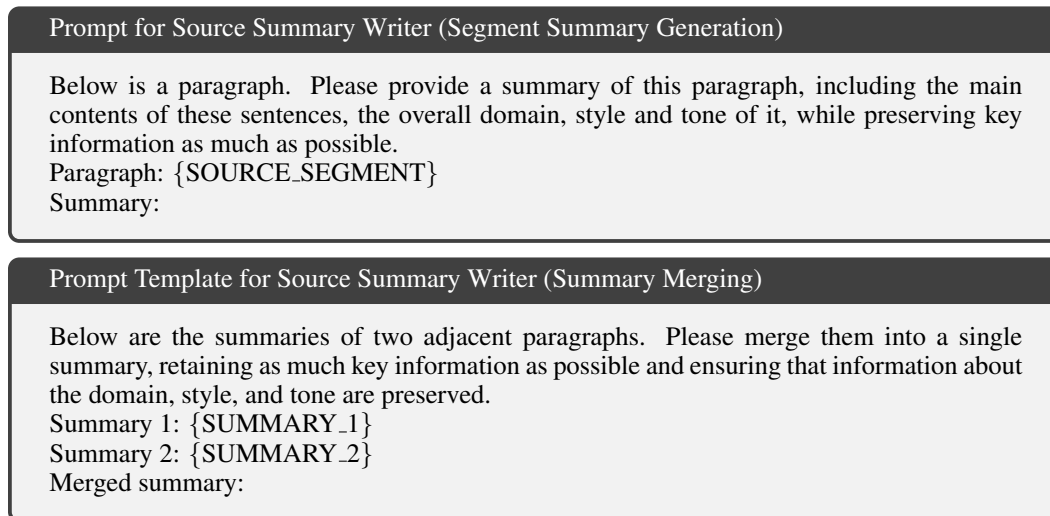 Prompt for Source Summary Writer (Segment Summary Generation)
Below is a paragraph. Please provide a summary of this paragraph, including the main
contents of these sentences, the overall domain, style and tone of it, while preserving key
information as much as possible.
Paragraph: {SOURCE_SEGMENT}
Summary:
Prompt Template for Source Summary Writer (Summary Merging)
Below are the summaries of two adjacent paragraphs. Please merge them into a single
summary, retaining as much key information as possible and ensuring that information about
the domain, style, and tone are preserved.
Summary 1: {SUMMARY_1}
Summary 2: {SUMMARY_2}
Merged summary: